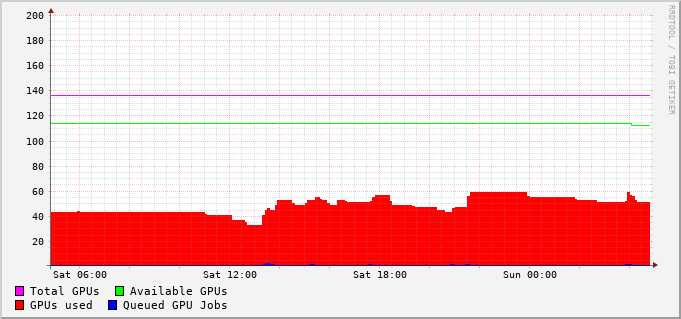 200
180
160
140
120
100
80
60
40
20
Sat 06:00 Sat 12:00 Sat 18:00 Sun 00:00
Total GPUs Available GPUs
GPUs used Queued GPU Jobs
RRDTOOL / TOBI OETIKER